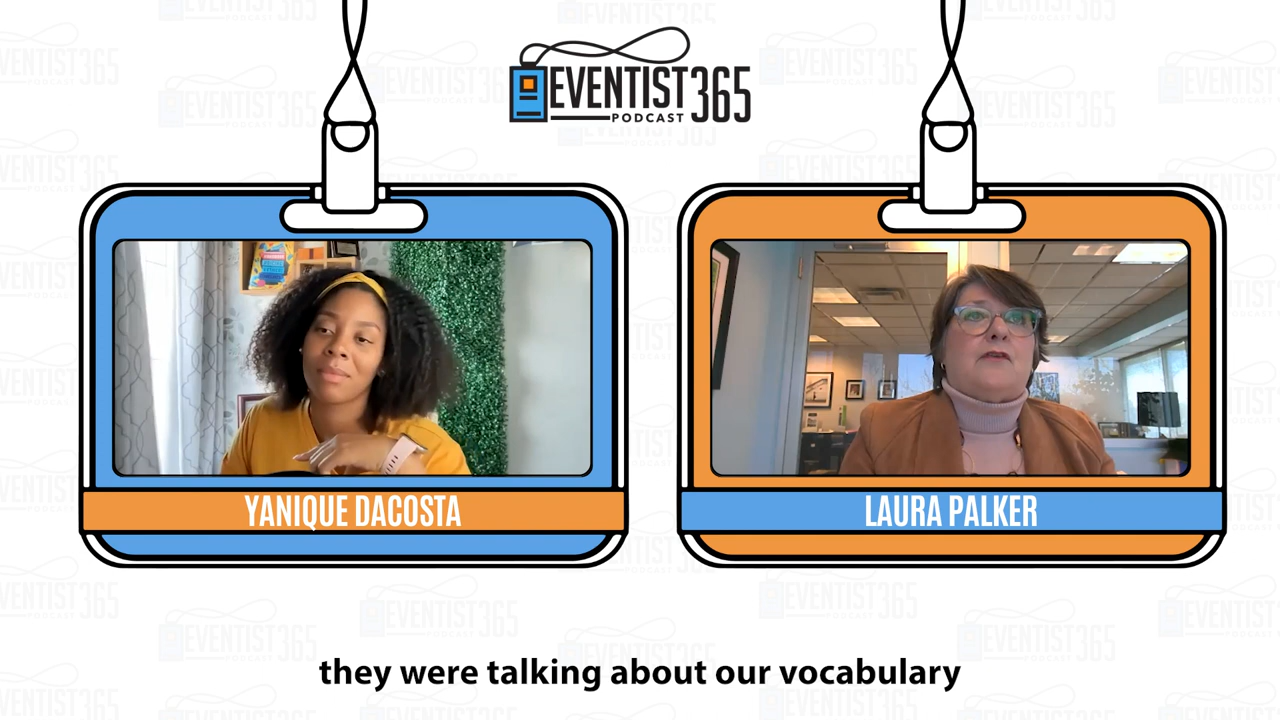 EVENTIST365
PODCAST
YANIQUE DACOSTA
LAURA PALKER
they were talking about our vocabulary